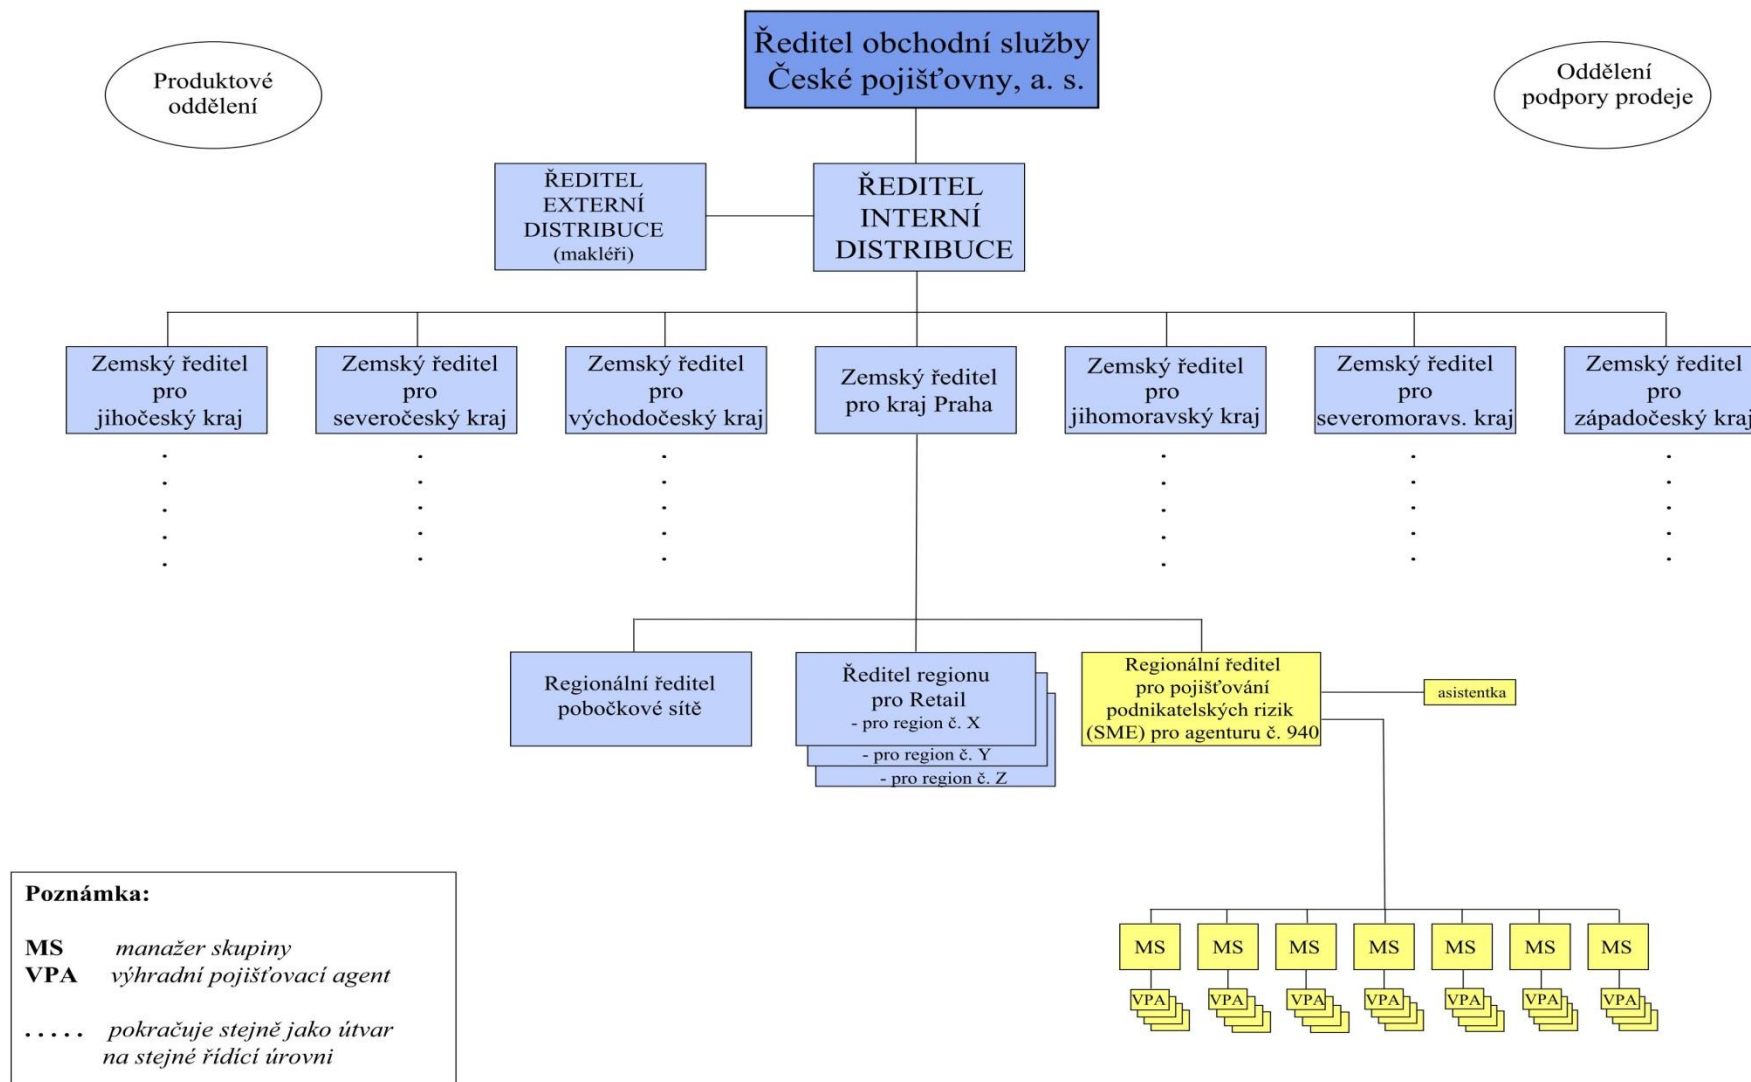 Ředitel obchodní služby
České pojišťovny, a. s.
Produktové
oddělení
Oddělení
podpory prodeje
ŘEDITEL
EXTERNÍ
DISTRIBUCE
(makléři)
ŘEDITEL
INTERNÍ
DISTRIBUCE
Zemský ředitel
pro
jihočeský kraj
Zemský ředitel
pro
severočeský kraj
Zemský ředitel
pro
východočeský kraj
Zemský ředitel
pro kraj Praha
Zemský ředitel
pro
jihomoravský kraj
Zemský ředitel
pro
severomoravs. kraj
Zemský ředitel
pro
západočeský kraj
Regionální ředitel
pobočkové sítě
Ředitel regionu
pro Retail
- pro region č. X
- pro region č. Y
- pro region č. Z
Regionální ředitel
pro pojišťování
podnikatelských rizik
(SME) pro agenturu č. 940
asistentka
MS
MS
MS
MS
MS
MS
MS
VPA
VPA
VPA
VPA
VPA
VPA
VPA
Poznámka:
MS manažer skupiny
VPA výhradní pojišťovací agent
. . . . . pokračuje stejně jako útvar
na stejné řídící úrovni